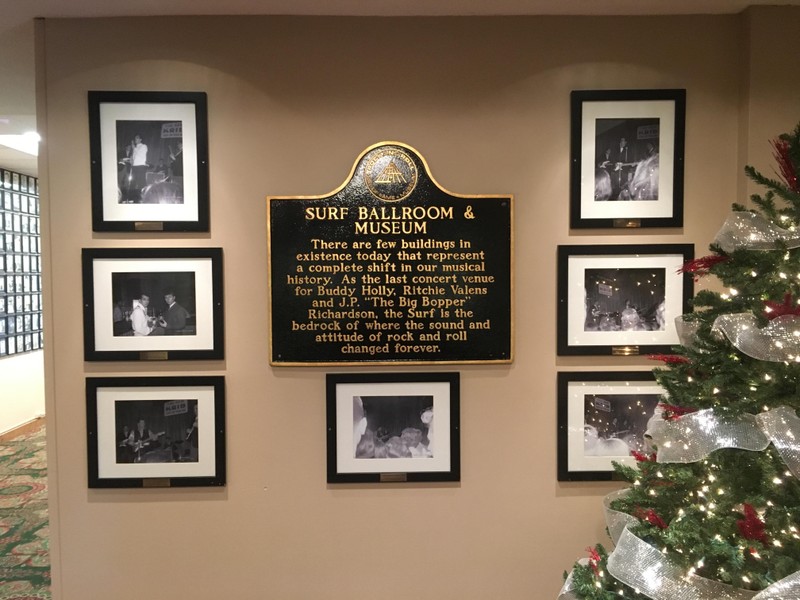 SURF BALLROOM &
MUSEUM
There are few buildings in
existence today that represent
a complete shift in our musical
history. As the last concert venue
for Buddy Holly, Ritchie Valens
and J.P. "The Big Bopper"
Richardson, the Surf is the
bedrock of where the sound and
attitude of rock and roll
changed forever.